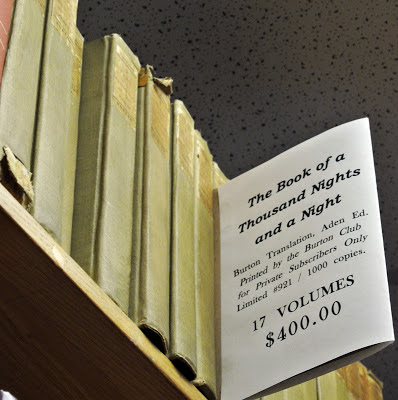 The Book of a
Thousand Nights
and a Night
Burton Translation, Aden Ed.
Printed by the Burton Club
for Private Subscribers Only
Limited #921 / 1000 copies.
17 VOLUMES
$400.00